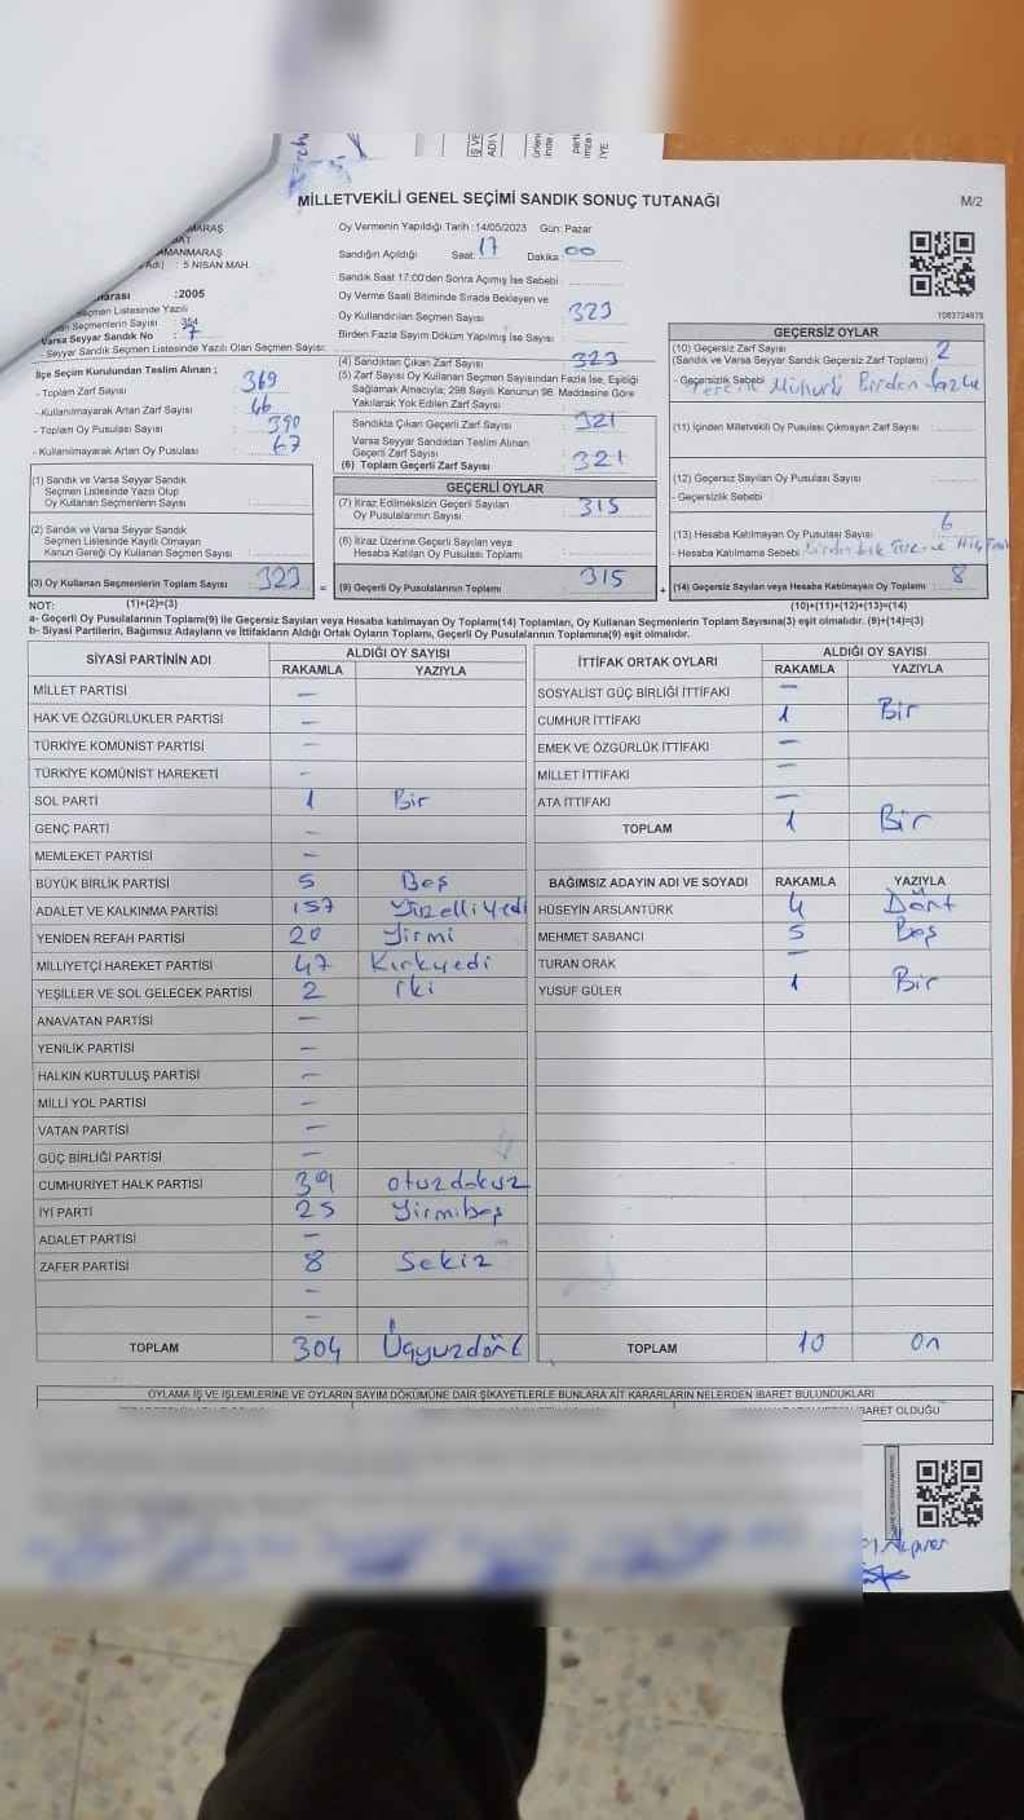 MİLLETVEKİLİ GENEL SEÇİMİ SANDIK SONUÇ TUTANAĞI
M/2
Oy Vermenin Yapıldığı Tarih : 14/05/2023 Gün: Pazar
Sandığın Açıldığı Saat: 17 Dakika: 00
: 5 NİSAN MAH.
Sandık Saat 17:00'den Sonra Açımış İse Sebebi
:2005
Oy Verme Saati Bitiminde Sırada Bekleyen ve
Oy Kullandırılan Seçmen Sayısı : 323
Birden Fazla Sayım Döküm Yapılmış İse Sayısı
1083724875
Varsa Seyyar Sandık No : 7
- Seyyar Sandık Seçmen Listesinde Yazılı Olan Seçmen Sayısı:
İlçe Seçim Kurulundan Teslim Alınan :
- Toplam Zarf Sayısı : 369
- Kullanılmayarak Artan Zarf Sayısı : 46
- Toplam Oy Pusulası Sayısı : 390
- Kullanılmayarak Artan Oy Pusulası : 67
(4) Sandıktan Çıkan Zarf Sayısı : 323
(5) Zarf Sayısı Oy Kullanan Seçmen Sayısından Fazla İse, Eşitliği
Sağlamak Amacıyla; 298 Sayılı Kanunun 98. Maddesine Göre
Yakılarak Yok Edilen Zarf Sayısı
Sandıkta Çıkan Geçerli Zarf Sayısı : 321
Varsa Seyyar Sandıktan Teslim Alınan
Geçerli Zarf Sayısı
(6) Toplam Geçerli Zarf Sayısı : 321
GEÇERSİZ OYLAR
(10) Geçersiz Zarf Sayısı 2
(Sandık ve Varsa Seyyar Sandık Geçersiz Zarf Toplamı)
- Geçersizlik Sebebi Mühürlü Birden fazla
(11) İçinden Milletvekili Oy Pusulası Çıkmayan Zarf Sayısı
(12) Geçersiz Sayılan Oy Pusulası Sayısı
- Geçersizlik Sebebi
(13) Hesaba Katılmayan Oy Pusulası Sayısı 6
- Hesaba Katılmama Sebebi
(14) Geçersiz Sayılan veya Hesaba Katılmayan Oy Toplamı 8
(10)+(11)+(12)+(13)=(14)
(1) Sandık ve Varsa Seyyar Sandık
Seçmen Listesinde Yazılı Olup
Oy Kullanan Seçmenlerin Sayısı
(2) Sandık ve Varsa Seyyar Sandık
Seçmen Listesinde Kayıtlı Olmayan
Kanun Gereği Oy Kullanan Seçmen Sayısı
(3) Oy Kullanan Seçmenlerin Toplam Sayısı 323
GEÇERLİ OYLAR
(7) İtiraz Edilmeksizin Geçerli Sayılan
Oy Pusulalarının Sayısı 315
(8) İtiraz Üzerine Geçerli Sayılan veya
Hesaba Katılan Oy Pusulası Toplamı
(9) Geçerli Oy Pusulalarının Toplamı 315
NOT: (1)+(2)=(3)
a- Geçerli Oy Pusulalarının Toplamı(9) ile Geçersiz Sayılan veya Hesaba katılmayan Oy Toplamı(14) Toplamları, Oy Kullanan Seçmenlerin Toplam Sayısına(3) eşit olmalıdır. (9)+(14)=(3)
b- Siyasi Partilerin, Bağımsız Adayların ve İttifakların Aldığı Ortak Oyların Toplamı, Geçerli Oy Pusulalarının Toplamına(9) eşit olmalıdır.
SİYASİ PARTİNİN ADI ALDIĞI OY SAYISI
RAKAMLA YAZIYLA
MİLLET PARTİSİ —
HAK VE ÖZGÜRLÜKLER PARTİSİ —
TÜRKİYE KOMÜNİST PARTİSİ —
TÜRKİYE KOMÜNİST HAREKETİ -
SOL PARTİ 1 Bir
GENÇ PARTİ —
MEMLEKET PARTİSİ —
BÜYÜK BİRLİK PARTİSİ 5 Beş
ADALET VE KALKINMA PARTİSİ 157 Yüzelliyedi
YENİDEN REFAH PARTİSİ 20 Yirmi
MİLLİYETÇİ HAREKET PARTİSİ 47 Kırkyedi
YEŞİLLER VE SOL GELECEK PARTİSİ 2 İki
ANAVATAN PARTİSİ —
YENİLİK PARTİSİ —
HALKIN KURTULUŞ PARTİSİ —
MİLLİ YOL PARTİSİ —
VATAN PARTİSİ —
GÜÇ BİRLİĞİ PARTİSİ —
CUMHURİYET HALK PARTİSİ 39 otuzdokuz
İYİ PARTİ 25 Yirmibeş
ADALET PARTİSİ —
ZAFER PARTİSİ 8 Sekiz
—
—
TOPLAM 304 Üçyüzdört
İTTİFAK ORTAK OYLARI ALDIĞI OY SAYISI
RAKAMLA YAZIYLA
SOSYALİST GÜÇ BİRLİĞİ İTTİFAKI —
CUMHUR İTTİFAKI 1 Bir
EMEK VE ÖZGÜRLÜK İTTİFAKI —
MİLLET İTTİFAKI —
ATA İTTİFAKI —
TOPLAM 1 Bir
BAĞIMSIZ ADAYIN ADI VE SOYADI RAKAMLA YAZIYLA
HÜSEYİN ARSLANTÜRK 4 Dört
MEHMET SABANCI 5 Beş
TURAN ORAK —
YUSUF GÜLER 1 Bir
TOPLAM 10 on
OYLAMA İŞ VE İŞLEMLERİNE VE OYLARIN SAYIM DÖKÜMÜNE DAİR ŞİKAYETLERLE BUNLARA AİT KARARLARIN NELERDEN İBARET BULUNDUKLARI
İBARET OLDUĞU